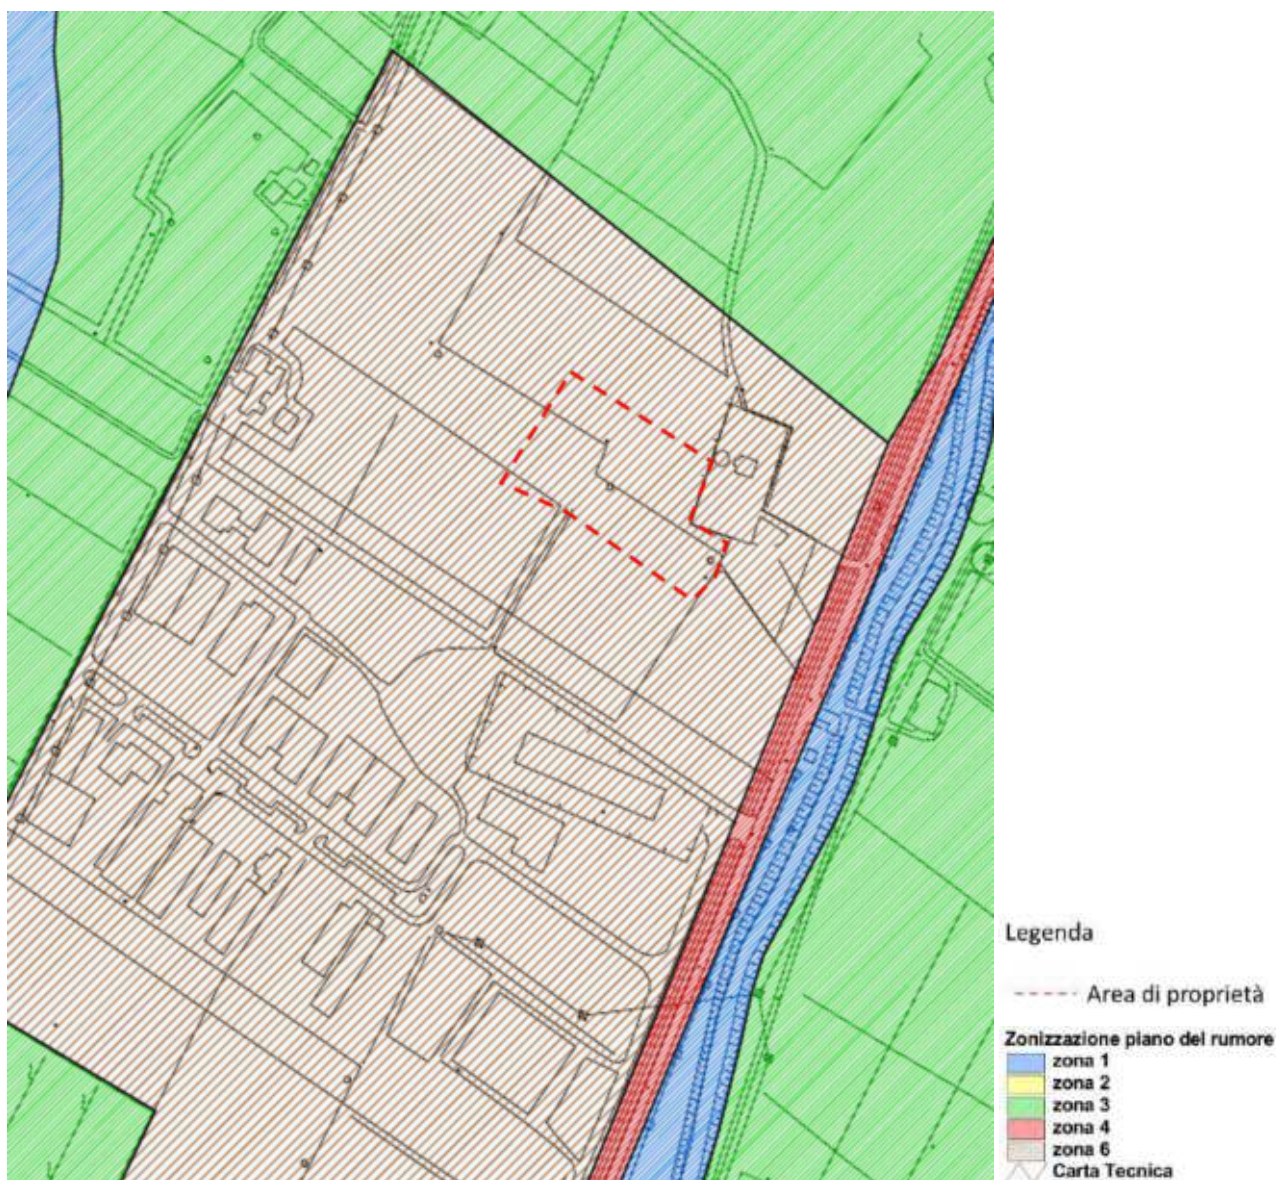 Legenda
Area di proprietà
Zonizzazione piano del rumore
zona 1
zona 2
zona 3
zona 4
zona 6
Carta Tecnica